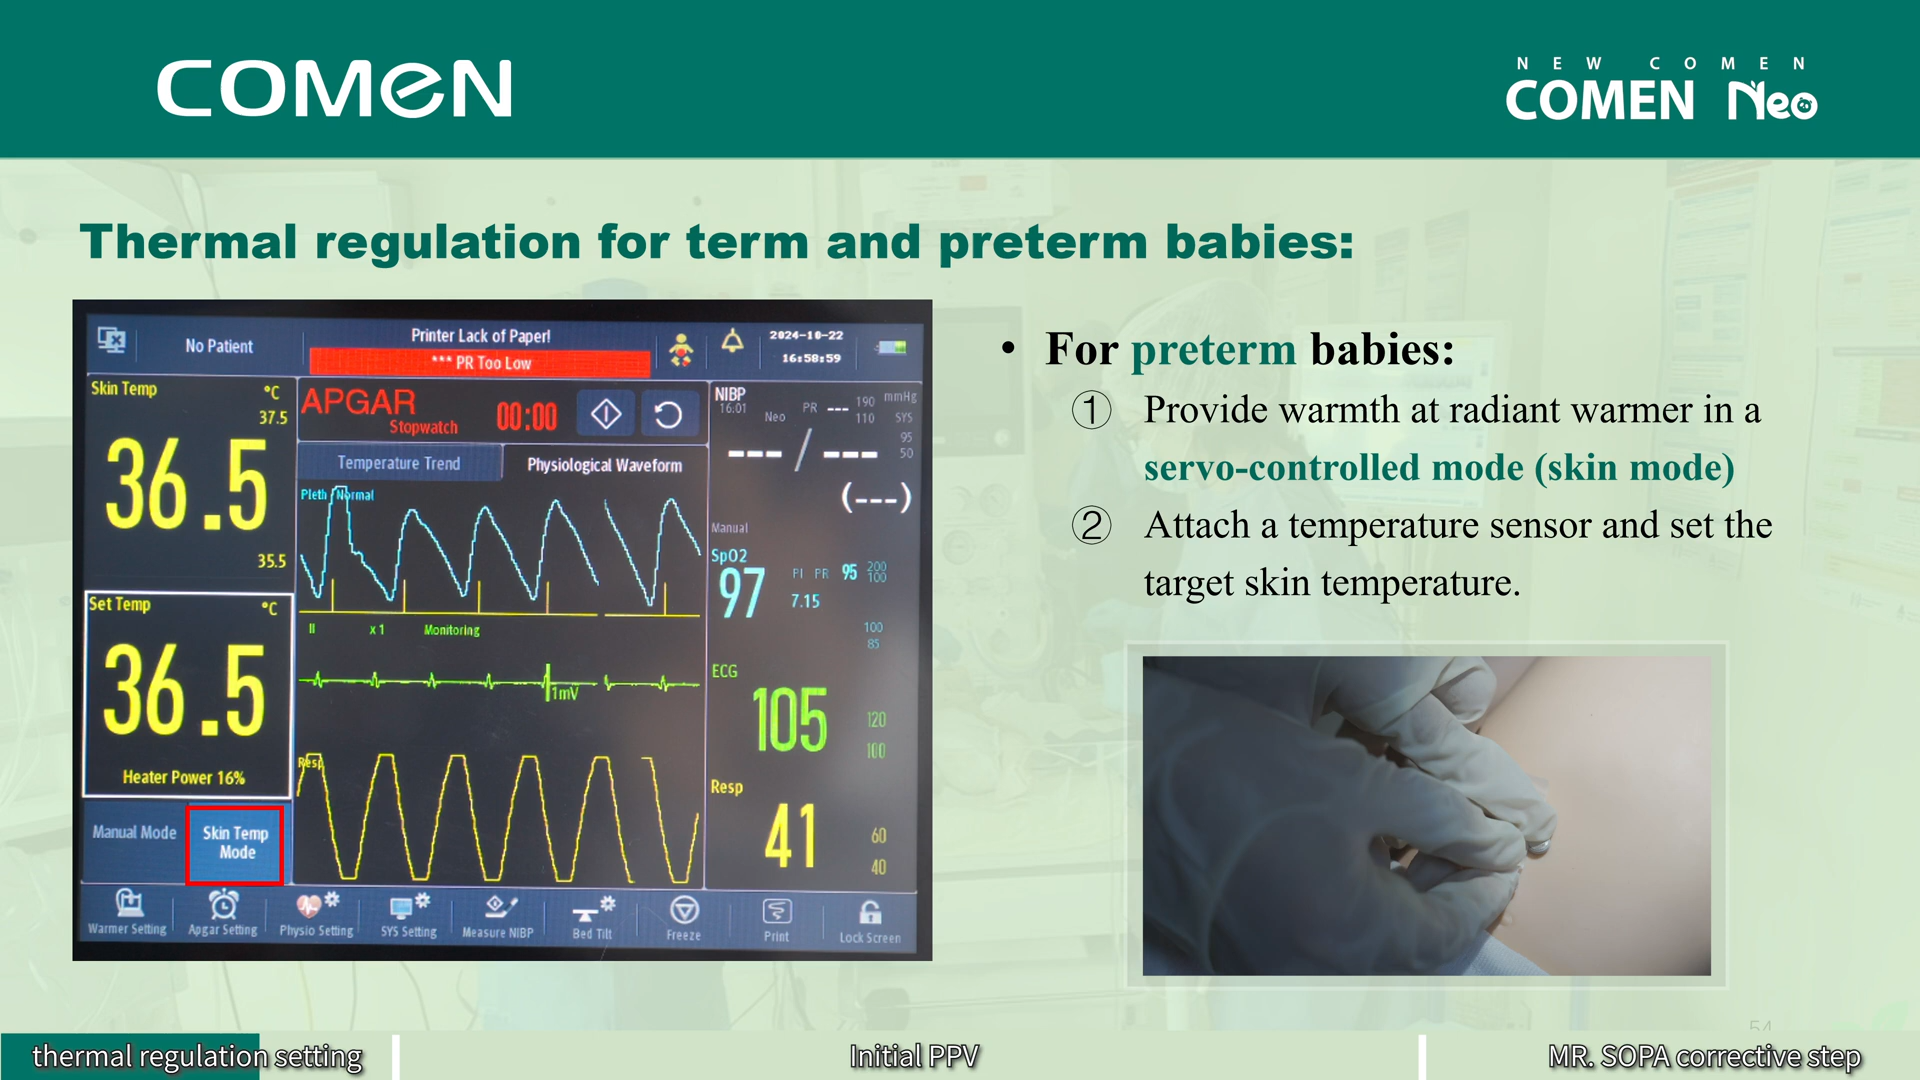 COMEN
NEW COMEN
COMEN Neo
Thermal regulation for term and preterm babies:
No Patient
Printer Lack of Paper!
*** PR Too Low
2024-10-22
16:58:59
Skin Temp °C
37.5
36.5
35.5
Set Temp °C
36.5
Heater Power 16%
Manual Mode
Skin Temp
Mode
APGAR
Stopwatch
00:00
Temperature Trend
Physiological Waveform
Pleth Normal
II x1 Monitoring
1mV
Resp
NIBP
16:01
Neo
PR ---
190
110
mmHg
SYS
95
50
--- / ---
(---)
Manual
SpO2
97
PI PR 95 200
100
7.15
100
85
ECG
105
120
100
Resp
41
60
40
Warmer Setting
Apgar Setting
Physio Setting
SYS Setting
Measure NIBP
Bed Tilt
Freeze
Print
Lock Screen
• For preterm babies:
① Provide warmth at radiant warmer in a
servo-controlled mode (skin mode)
② Attach a temperature sensor and set the
target skin temperature.
54
thermal regulation setting
Initial PPV
MR. SOPA corrective step